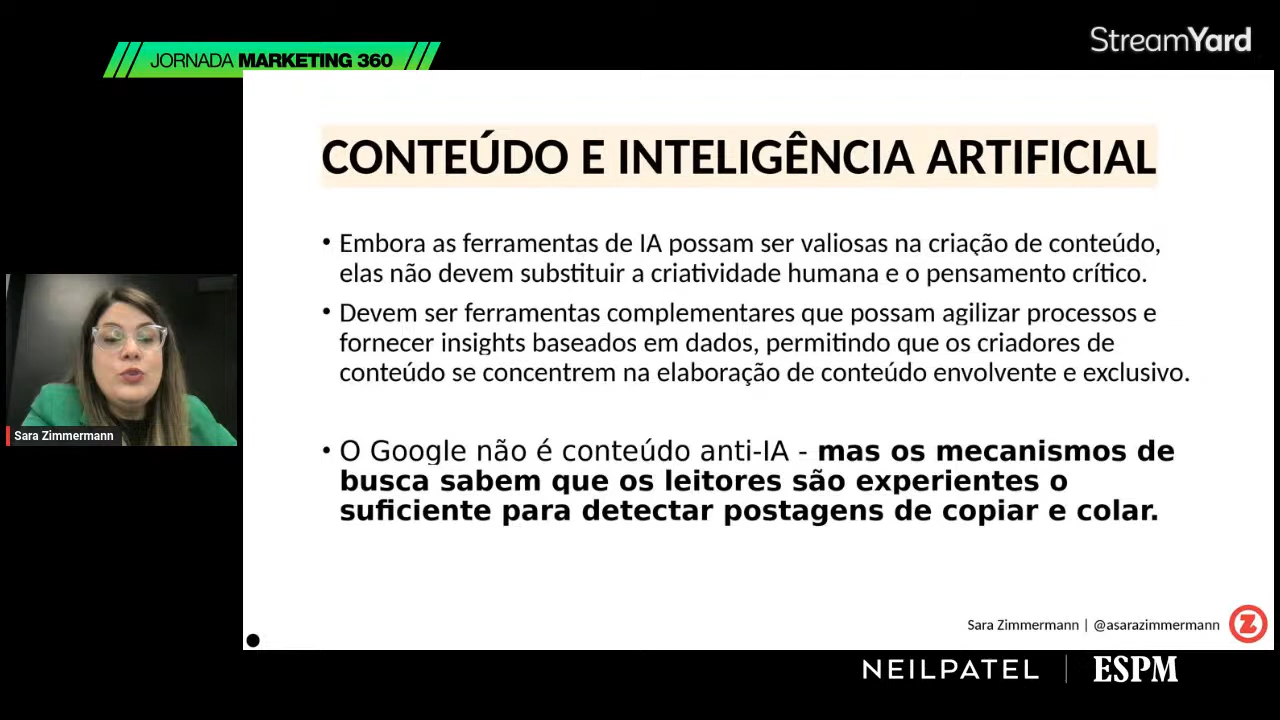 JORNADA MARKETING 360
StreamYard
CONTEÚDO E INTELIGÊNCIA ARTIFICIAL
• Embora as ferramentas de IA possam ser valiosas na criação de conteúdo,
elas não devem substituir a criatividade humana e o pensamento crítico.
• Devem ser ferramentas complementares que possam agilizar processos e
fornecer insights baseados em dados, permitindo que os criadores de
conteúdo se concentrem na elaboração de conteúdo envolvente e exclusivo.
• O Google não é conteúdo anti-IA - mas os mecanismos de
busca sabem que os leitores são experientes o
suficiente para detectar postagens de copiar e colar.
Sara Zimmermann
Sara Zimmermann | @asarazimmermann
Z
NEILPATEL | ESPM